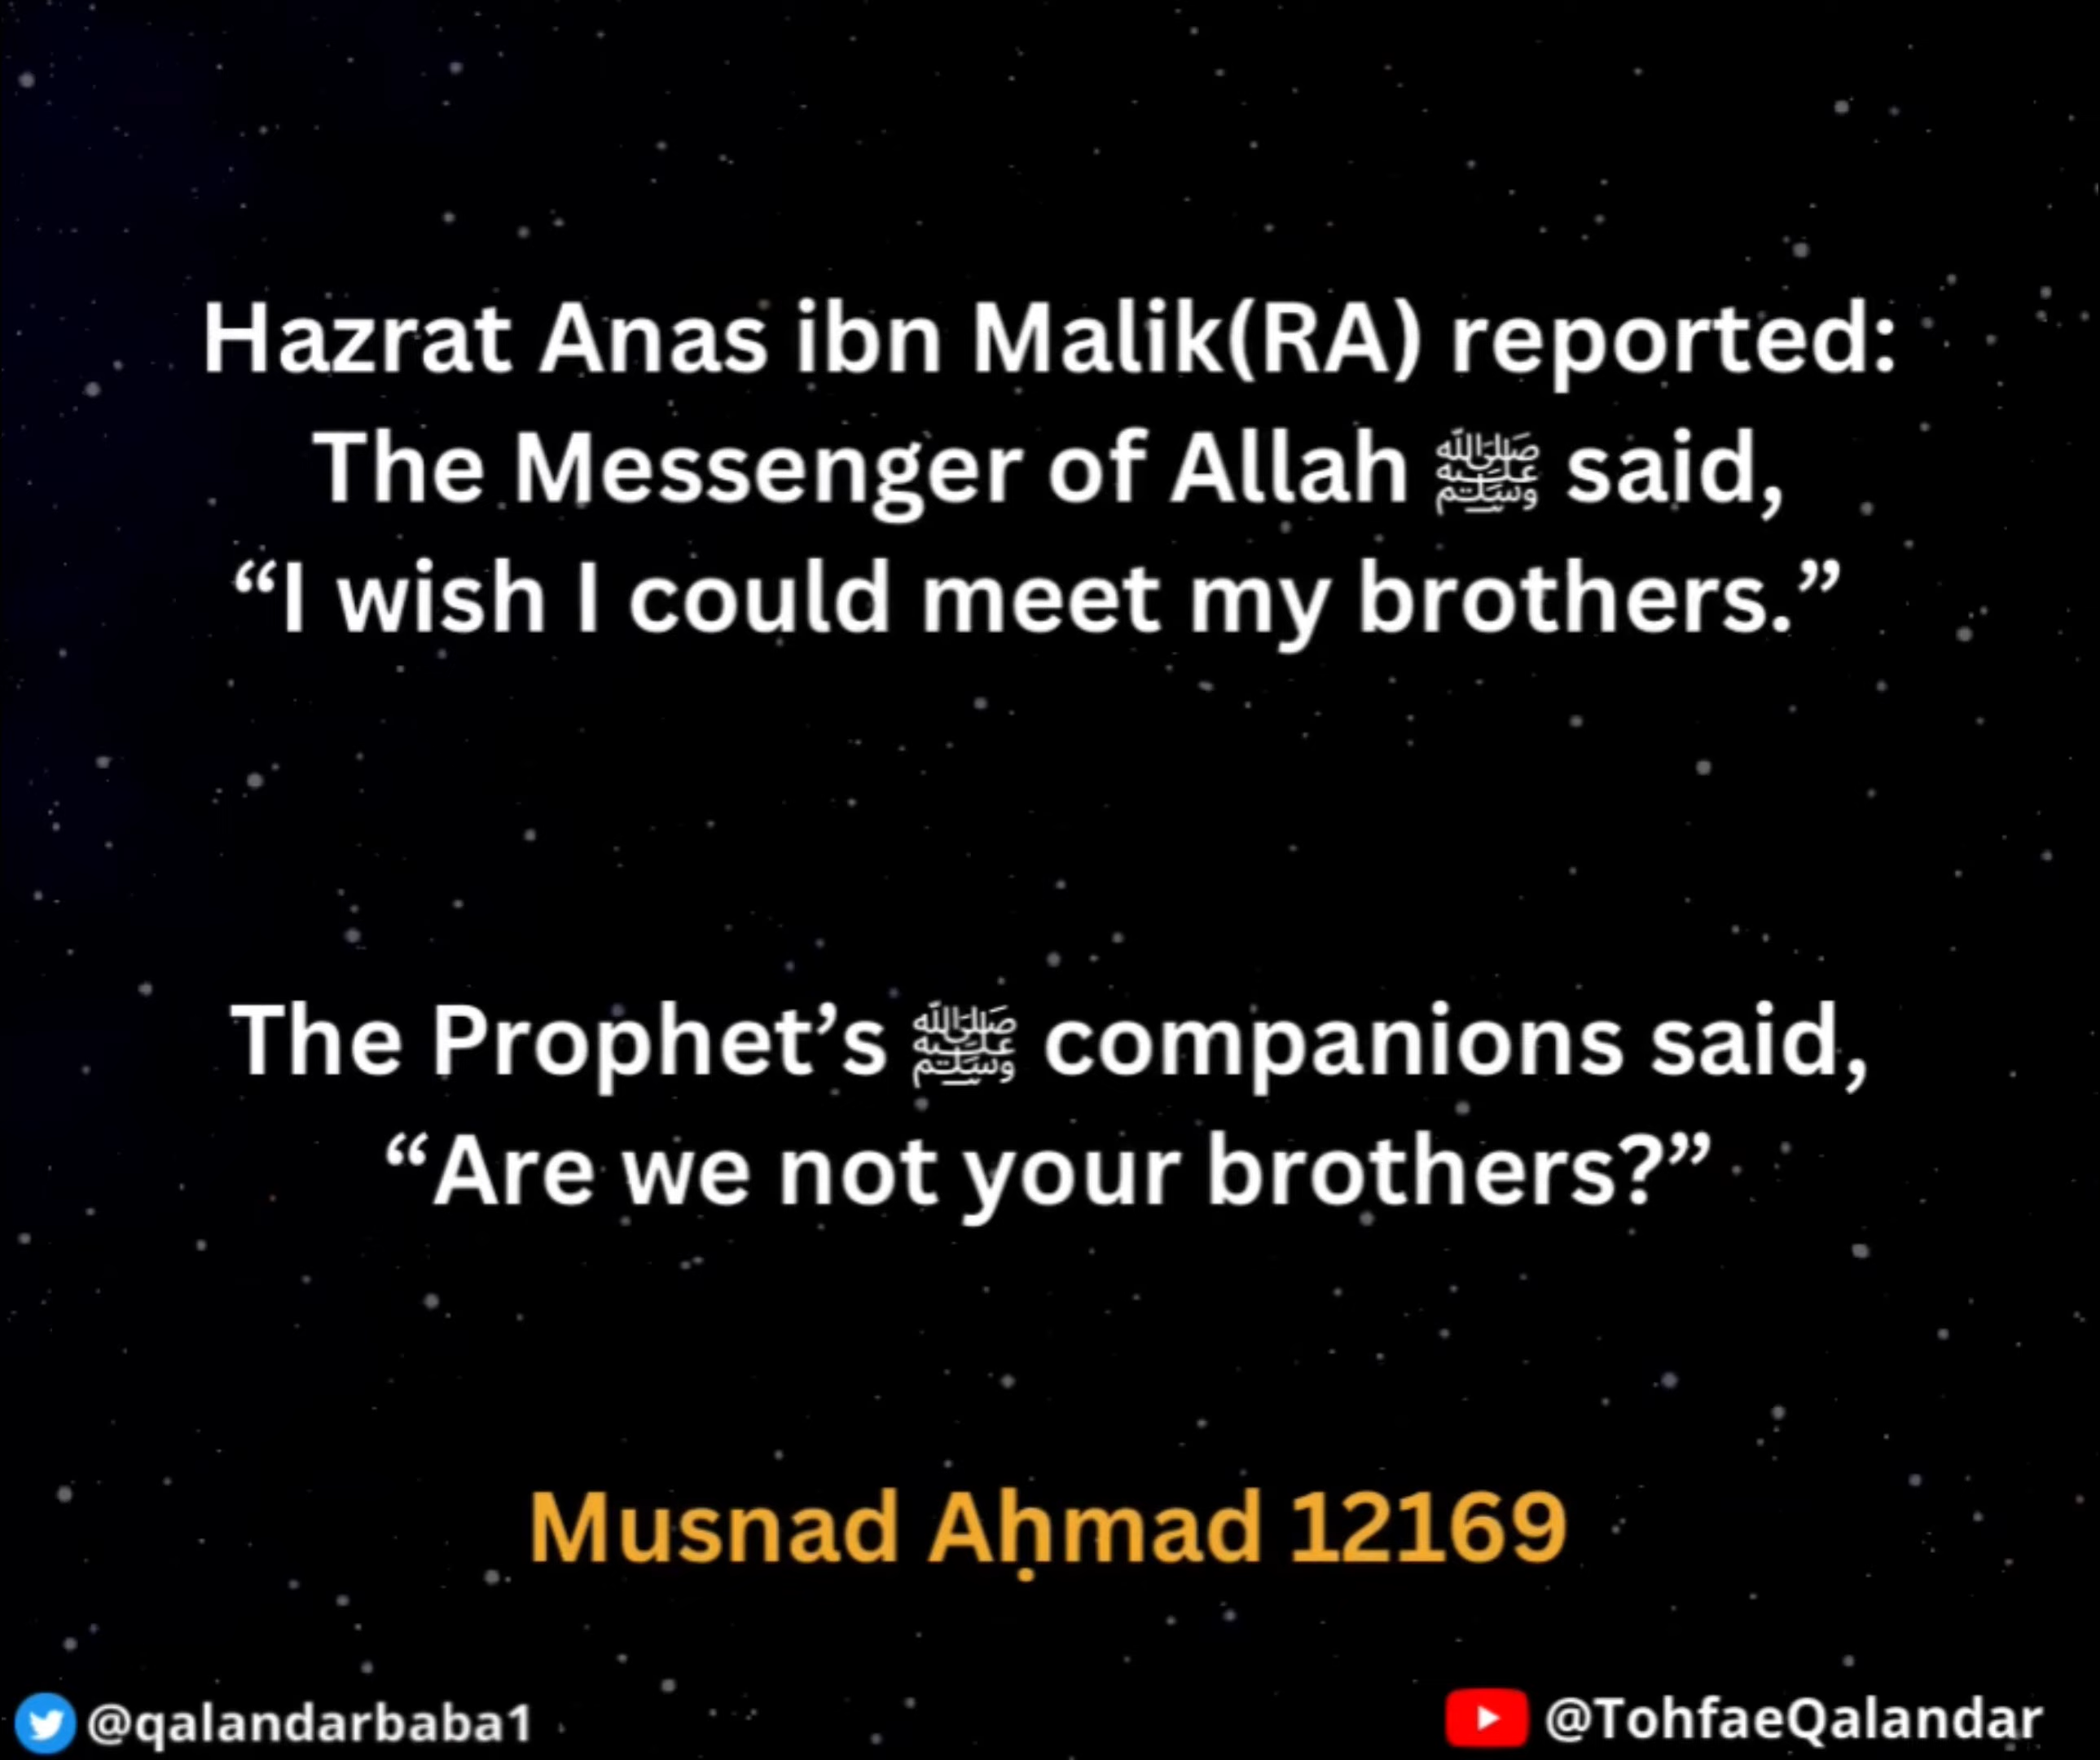 Hazrat Anas ibn Malik(RA) reported:
The Messenger of Allah ﷺ said,
“I wish I could meet my brothers.”
The Prophet’s ﷺ companions said,
“Are we not your brothers?”
Musnad Aḥmad 12169
@qalandarbaba1
@TohfaeQalandar